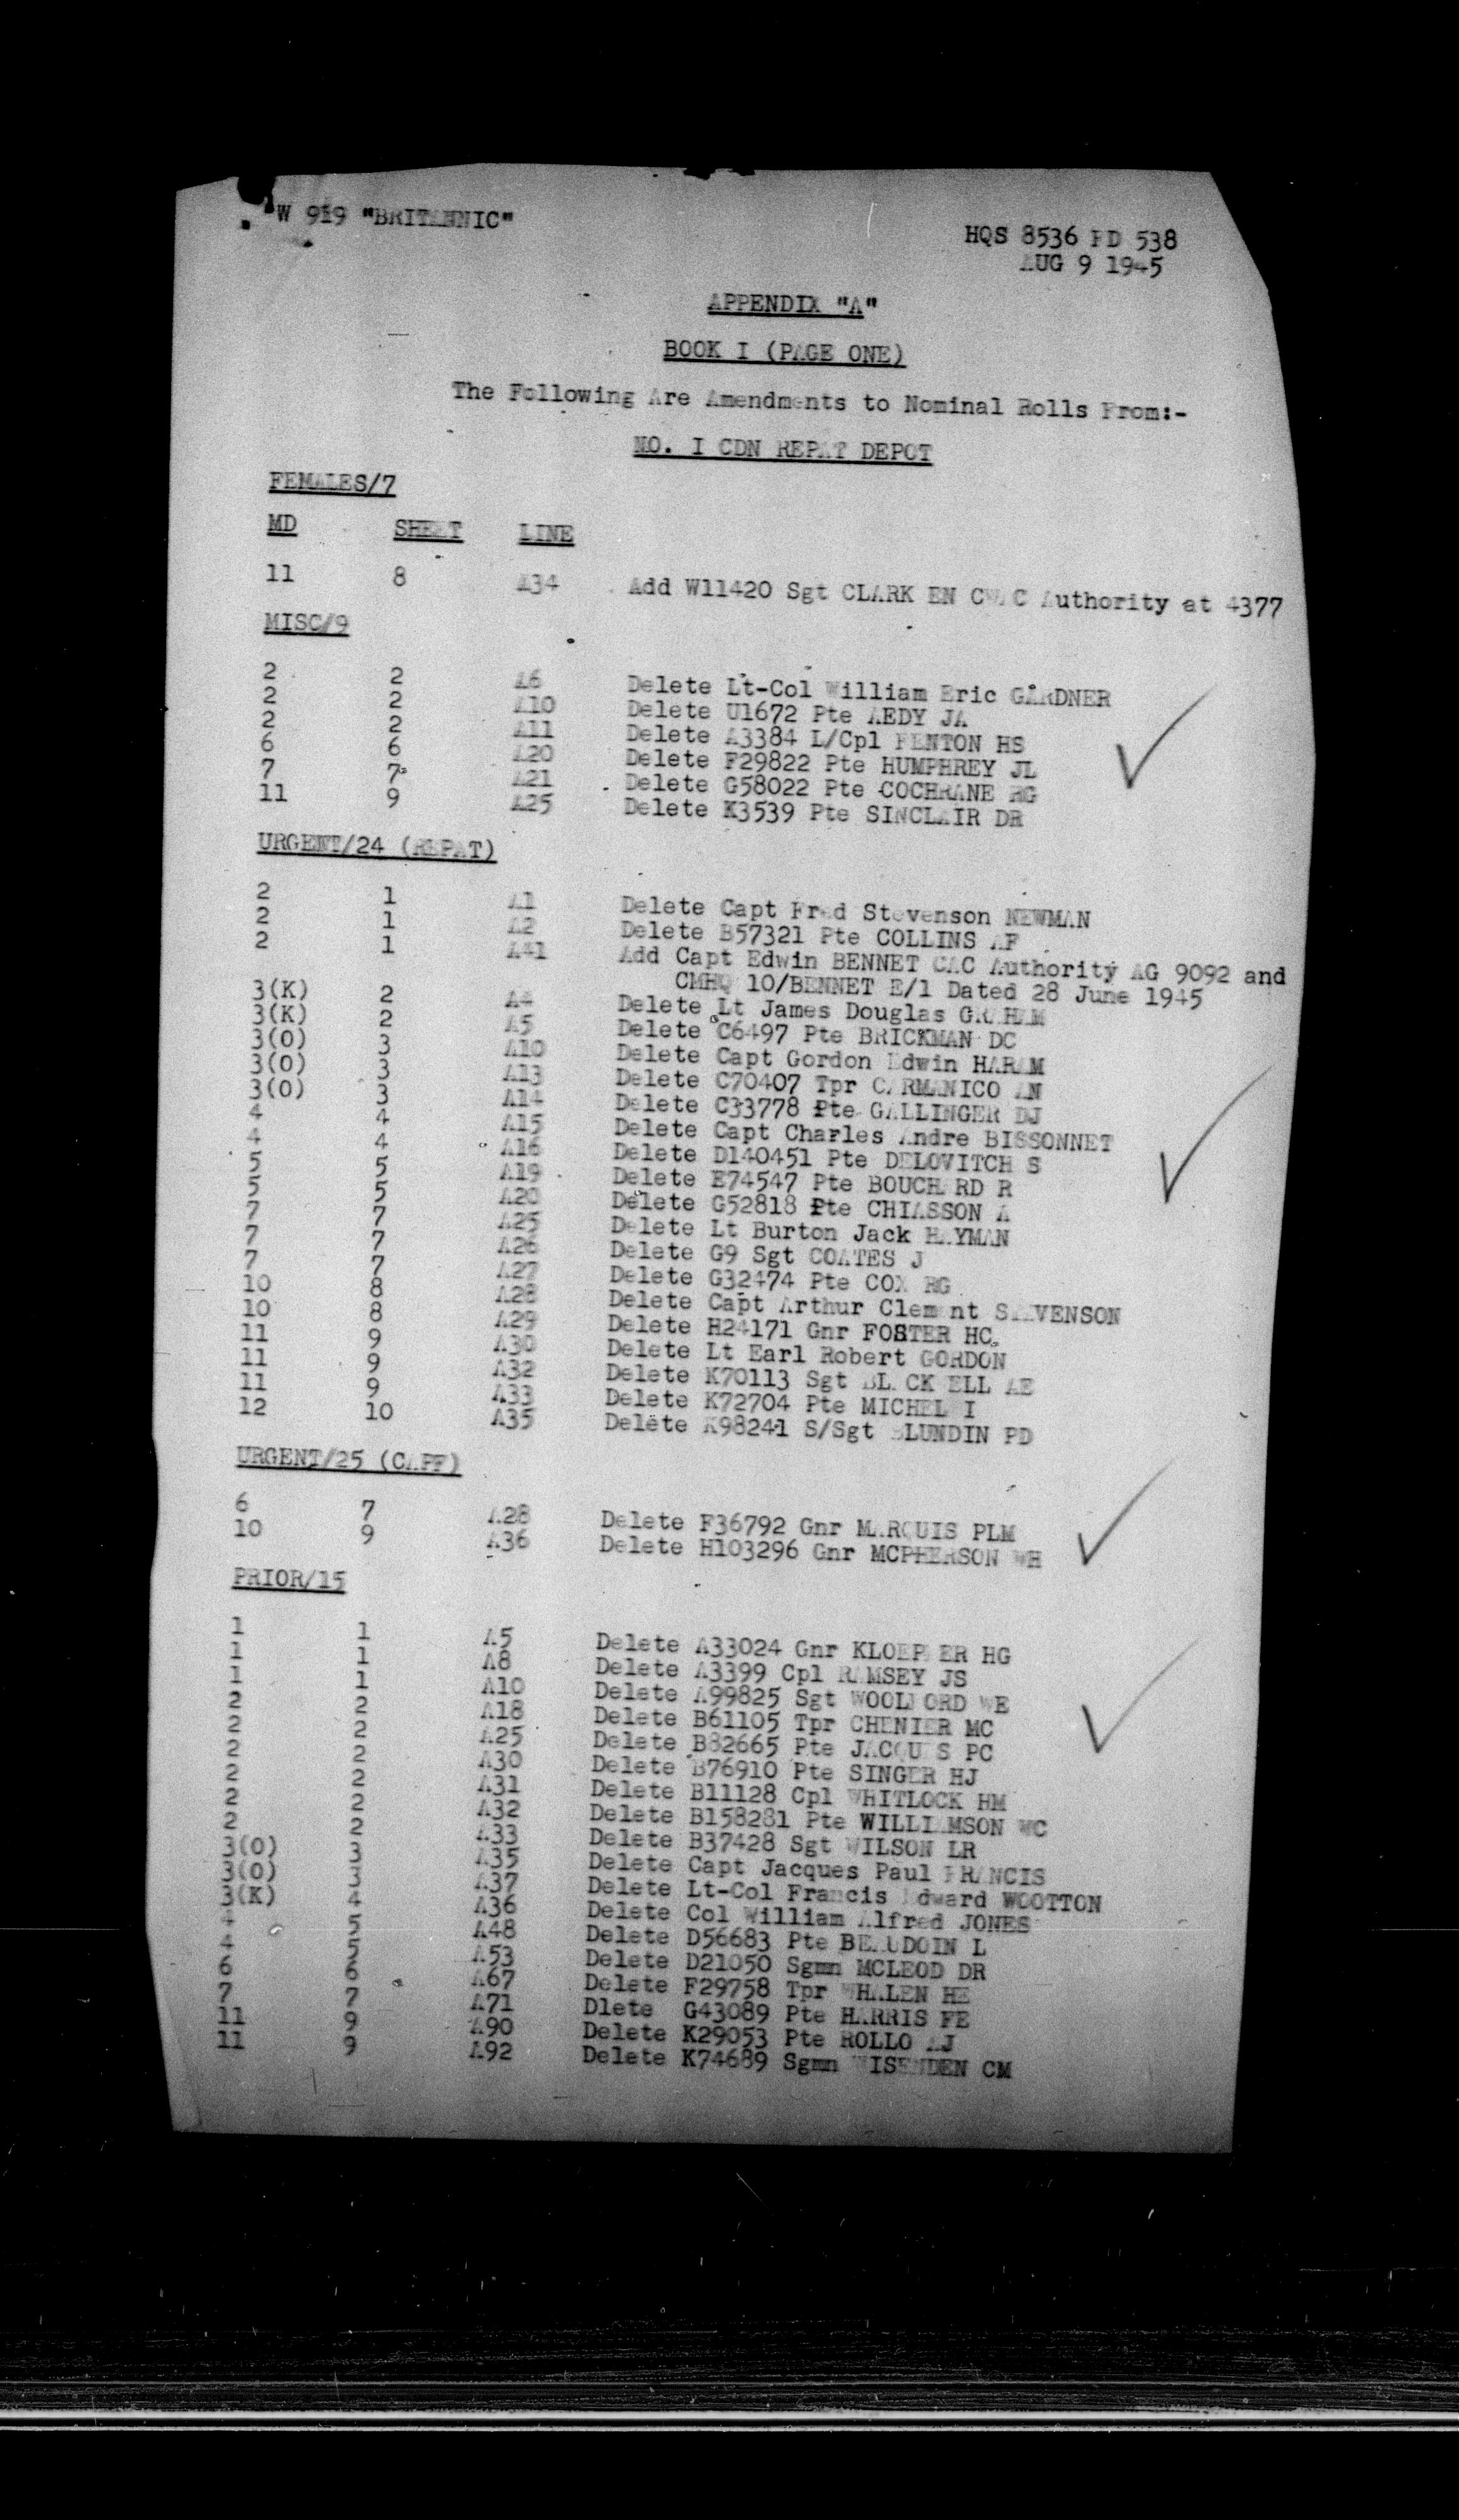 W 919 "BRITANNIC"
HQS 8536 FD 538
AUG 9 1945
APPENDIX "A"
BOOK I (PAGE ONE)
The Following Are Amendments to Nominal Rolls From:-
NO. I CDN REPAT DEPOT
FEMALES/7
MD SHEET LINE
11 8 A34 Add W11420 Sgt CLARK EN CWAC Authority at 4377
MISC/9
2 2 A6 Delete Lt-Col William Eric GARDNER
2 2 A10 Delete U1672 Pte AEDY JA
2 2 A11 Delete A3384 L/Cpl FENTON HS
6 6 A20 Delete F29822 Pte HUMPHREY JL
7 7 A21 Delete G58022 Pte COCHRANE RG
11 9 A25 Delete K3539 Pte SINCLAIR DR
URGENT/24 (REPAT)
2 1 A1 Delete Capt Fred Stevenson NEWMAN
2 1 A2 Delete B57321 Pte COLLINS AF
2 1 A41 Add Capt Edwin BENNET CAC Authority AG 9092 and
CMHQ 10/BENNET E/1 Dated 28 June 1945
3(K) 2 A4 Delete Lt James Douglas GRAHAM
3(K) 2 A5 Delete C6497 Pte BRICKMAN DC
3(O) 3 A10 Delete Capt Gordon Edwin HARAM
3(O) 3 A13 Delete C70407 Tpr CARMANICO AN
3(O) 3 A14 Delete C33778 Pte GALLINGER DJ
4 4 A15 Delete Capt Charles Andre BISSONNET
4 4 A16 Delete D140451 Pte DELOVITCH S
5 5 A19 Delete E74547 Pte BOUCHARD R
5 5 A20 Delete G52818 Pte CHIASSON A
7 7 A25 Delete Lt Burton Jack HAYMAN
7 7 A26 Delete G9 Sgt COATES J
7 7 A27 Delete G32474 Pte COX RG
10 8 A28 Delete Capt Arthur Clement STEVENSON
10 8 A29 Delete H24171 Gnr FOSTER HC
11 9 A30 Delete Lt Earl Robert GORDON
11 9 A32 Delete K70113 Sgt BLACKWELL AE
11 9 A33 Delete K72704 Pte MICHEL I
12 10 A35 Delete K98241 S/Sgt BLUNDIN PD
URGENT/25 (CAPF)
6 7 A28 Delete F36792 Gnr MARQUIS PLM
10 9 A36 Delete H103296 Gnr MCPHERSON WH
PRIOR/15
1 1 A5 Delete A33024 Gnr KLOEPFER HG
1 1 A8 Delete A3399 Cpl RAMSEY JS
1 1 A10 Delete A99825 Sgt WOOLFORD WE
2 2 A18 Delete B61105 Tpr CHENIER MC
2 2 A25 Delete B82665 Pte JACQUES PC
2 2 A30 Delete B76910 Pte SINGER HJ
2 2 A31 Delete B11128 Cpl WHITLOCK HM
2 2 A32 Delete B158281 Pte WILLIAMSON WC
2 2 A33 Delete B37428 Sgt WILSON LR
3(O) 3 A35 Delete Capt Jacques Paul FRANCIS
3(O) 3 A37 Delete Lt-Col Francis Edward WOOTTON
3(K) 4 A36 Delete Col William Alfred JONES
4 5 A48 Delete D56683 Pte BEAUDOIN L
4 5 A53 Delete D21050 Sgmn MCLEOD DR
6 6 A67 Delete F29758 Tpr WHALEN HE
7 7 A71 Dlete G43089 Pte HARRIS FE
11 9 A90 Delete K29053 Pte ROLLO AJ
11 9 A92 Delete K74689 Sgmn WISENDEN CM